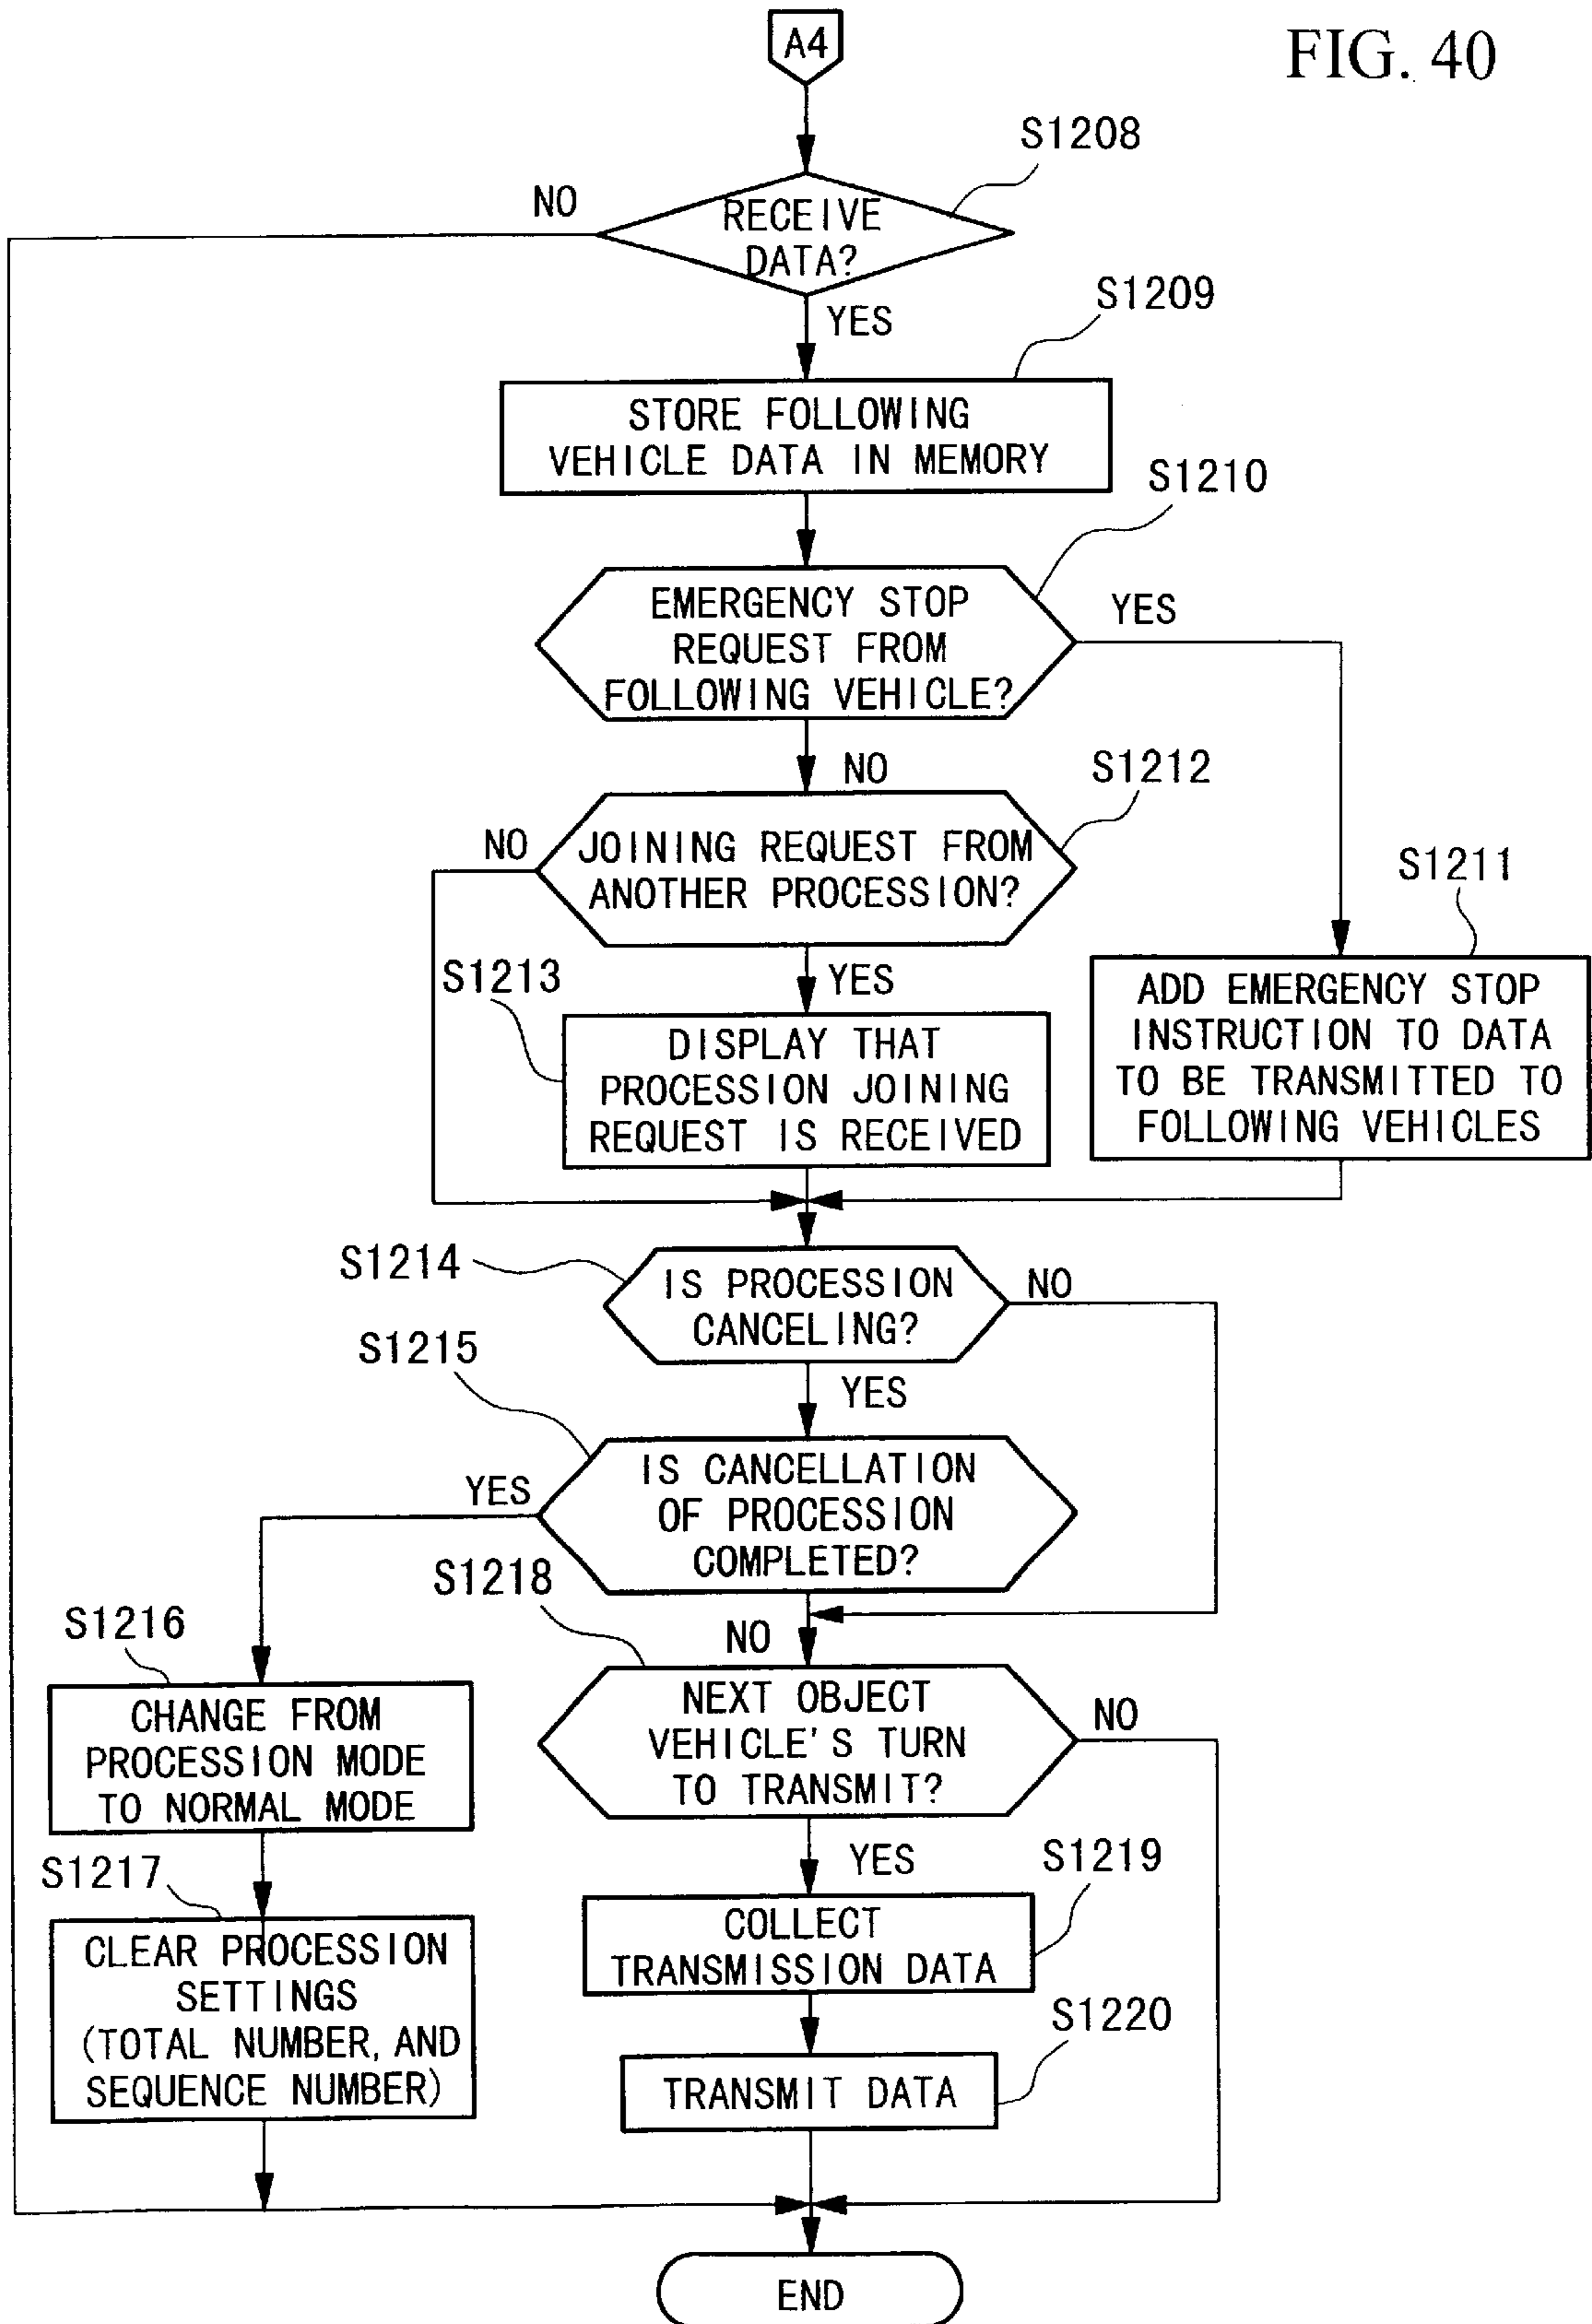 FIG. 40
A4
S1208
NO
RECEIVE
DATA?
YES
S1209
STORE FOLLOWING
VEHICLE DATA IN MEMORY
S1210
EMERGENCY STOP
REQUEST FROM
FOLLOWING VEHICLE?
YES
NO
S1212
NO
JOINING REQUEST FROM
ANOTHER PROCESSION?
S1211
S1213
YES
ADD EMERGENCY STOP
INSTRUCTION TO DATA
TO BE TRANSMITTED TO
FOLLOWING VEHICLES
DISPLAY THAT
PROCESSION JOINING
REQUEST IS RECEIVED
S1214
IS PROCESSION
CANCELING?
NO
S1215
YES
YES
IS CANCELLATION
OF PROCESSION
COMPLETED?
S1218
NO
S1216
NEXT OBJECT
VEHICLE'S TURN
TO TRANSMIT?
NO
CHANGE FROM
PROCESSION MODE
TO NORMAL MODE
YES
S1219
S1217
COLLECT
TRANSMISSION DATA
CLEAR PROCESSION
SETTINGS
(TOTAL NUMBER, AND
SEQUENCE NUMBER)
S1220
TRANSMIT DATA
END